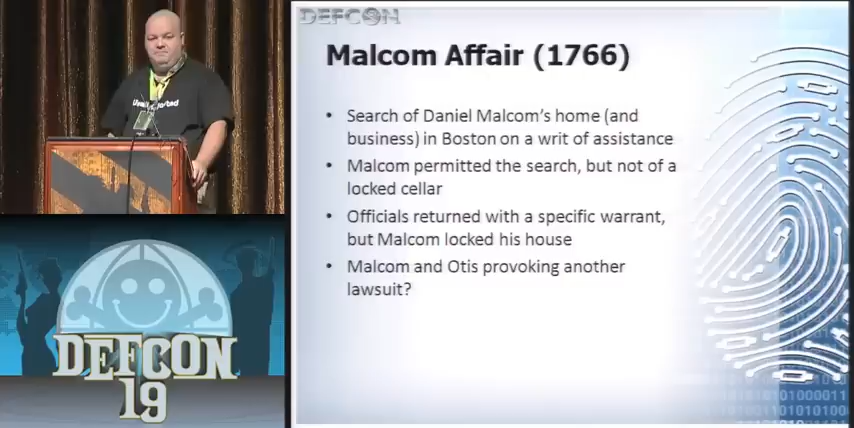 DEFCON
Malcom Affair (1766)
• Search of Daniel Malcom's home (and
business) in Boston on a writ of assistance
• Malcom permitted the search, but not of a
locked cellar
• Officials returned with a specific warrant,
but Malcom locked his house
• Malcom and Otis provoking another
lawsuit?
DEFCON
19